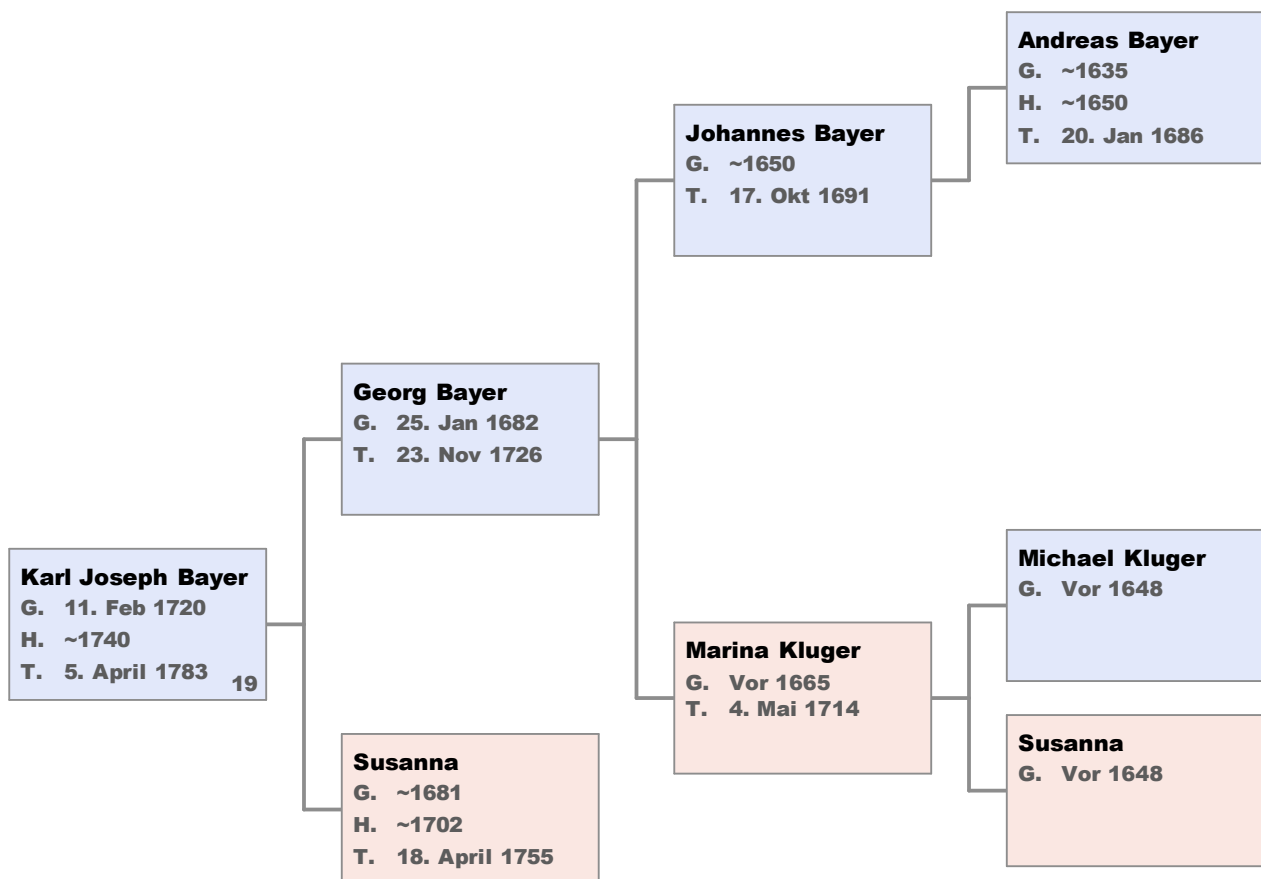 Andreas Bayer
G. ~1635
H. ~1650
T. 20. Jan 1686
Johannes Bayer
G. ~1650
T. 17. Okt 1691
Georg Bayer
G. 25. Jan 1682
T. 23. Nov 1726
Karl Joseph Bayer
G. 11. Feb 1720
H. ~1740
T. 5. April 1783
19
Michael Kluger
G. Vor 1648
Marina Kluger
G. Vor 1665
T. 4. Mai 1714
Susanna
G. Vor 1648
Susanna
G. ~1681
H. ~1702
T. 18. April 1755